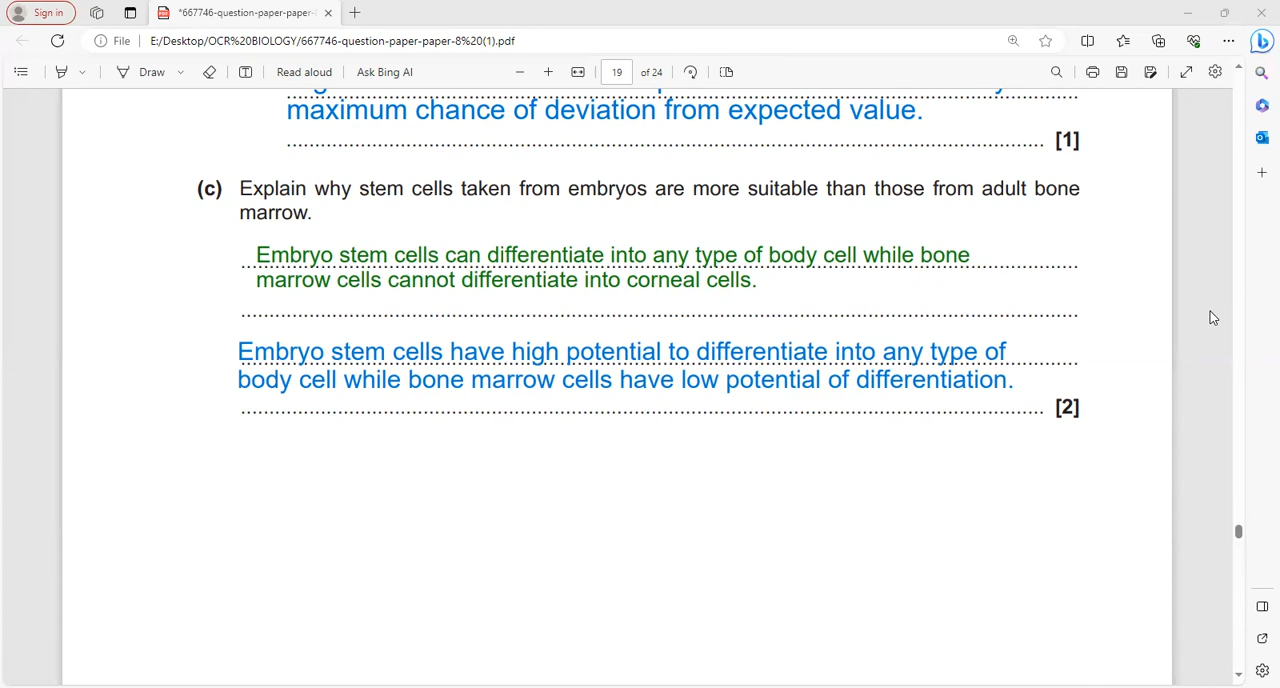 Sign in
*667746-question-paper-paper-
File
E:/Desktop/OCR%20BIOLOGY/667746-question-paper-paper-8%20(1).pdf
Draw
Read aloud
Ask Bing AI
19
of 24
maximum chance of deviation from expected value.
[1]
(c) Explain why stem cells taken from embryos are more suitable than those from adult bone
marrow.
Embryo stem cells can differentiate into any type of body cell while bone
marrow cells cannot differentiate into corneal cells.
Embryo stem cells have high potential to differentiate into any type of
body cell while bone marrow cells have low potential of differentiation.
[2]